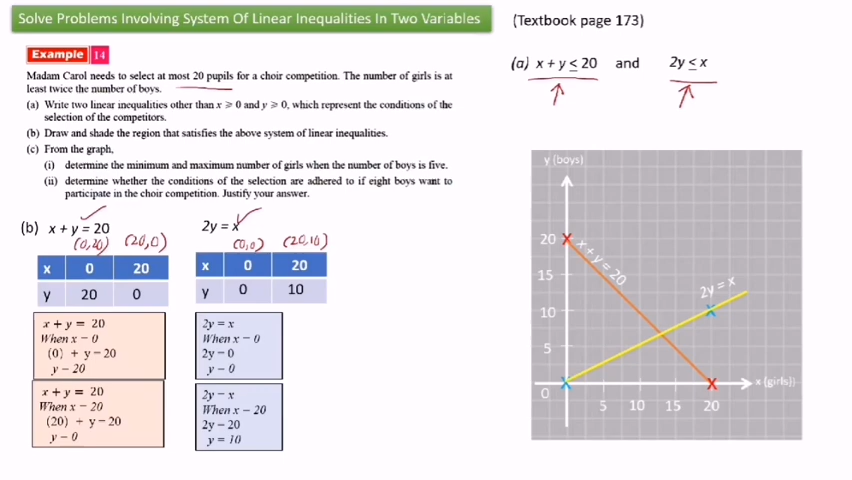 Solve Problems Involving System Of Linear Inequalities In Two Variables
(Textbook page 173)
Example 14
Madam Carol needs to select at most 20 pupils for a choir competition. The number of girls is at
least twice the number of boys.
(a) Write two linear inequalities other than x ⩾ 0 and y ⩾ 0, which represent the conditions of the
selection of the competitors.
(b) Draw and shade the region that satisfies the above system of linear inequalities.
(c) From the graph,
(i) determine the minimum and maximum number of girls when the number of boys is five.
(ii) determine whether the conditions of the selection are adhered to if eight boys want to
participate in the choir competition. Justify your answer.
(a) x + y ≤ 20 and 2y ≤ x
(b) x + y = 20
(0,20) (20,0)
x 0 20
y 20 0
x + y = 20
When x = 0
(0) + y = 20
y = 20
x + y = 20
When x = 20
(20) + y = 20
y = 0
2y = x
(0,0) (20,10)
x 0 20
y 0 10
2y = x
When x = 0
2y = 0
y = 0
2y = x
When x = 20
2y = 20
y = 10
y (boys)
20
15
10
5
0
5 10 15 20
x (girls)
x + y = 20
2y = x